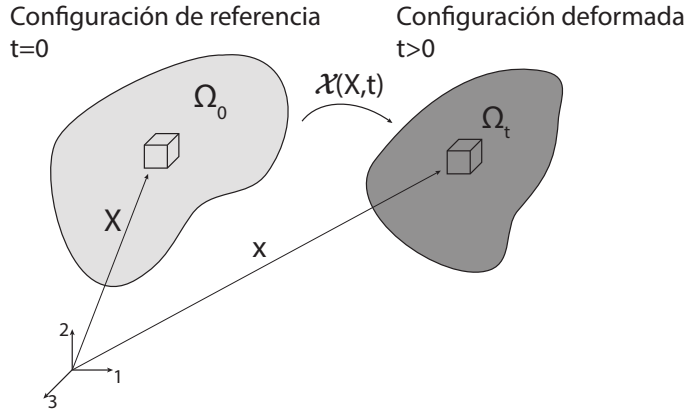 Configuración de referencia
t=0
Configuración deformada
t>0
𝒳(X,t)
Ω₀
Ωₜ
X
x
2
1
3